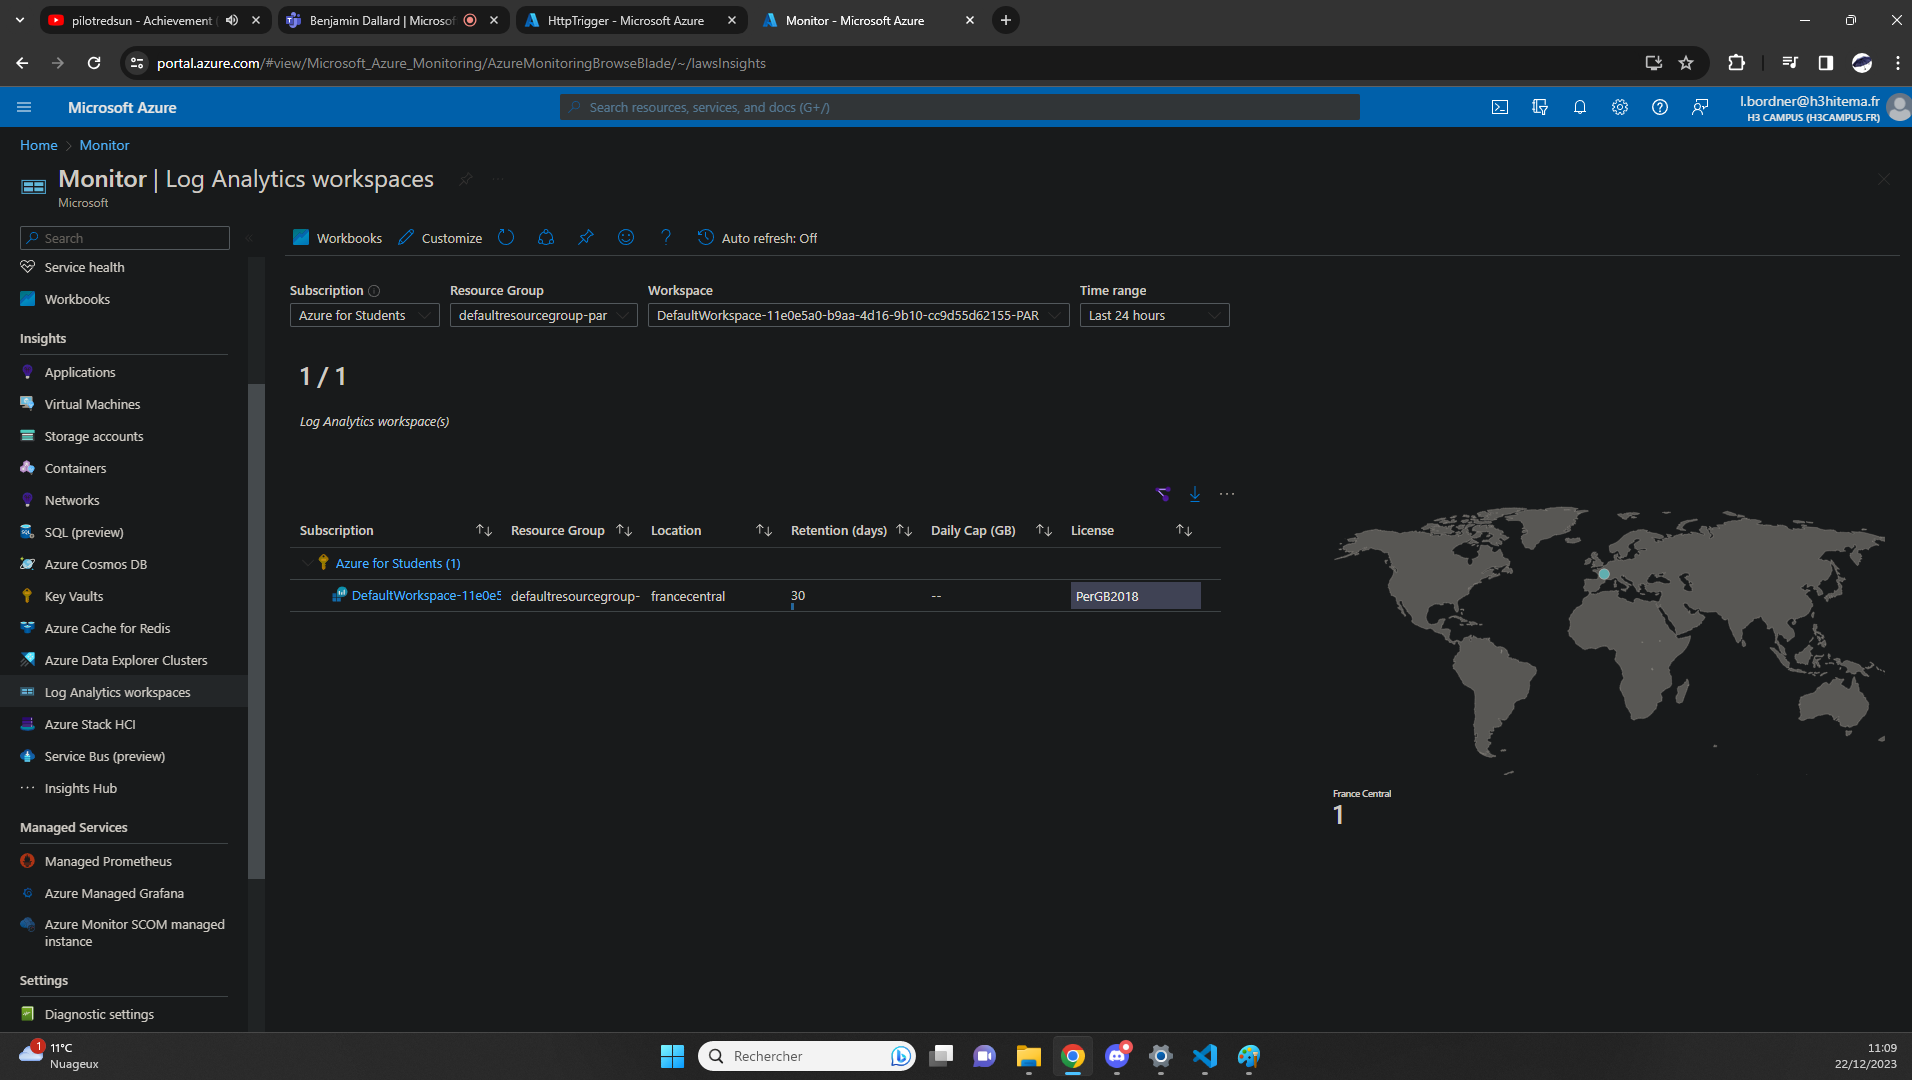 pilotredsun - Achievement (
Benjamin Dallard | Microsof
HttpTrigger - Microsoft Azure
Monitor - Microsoft Azure
portal.azure.com/#view/Microsoft_Azure_Monitoring/AzureMonitoringBrowseBlade/~/lawsInsights
Microsoft Azure
Search resources, services, and docs (G+/)
l.bordner@h3hitema.fr
H3 CAMPUS (H3CAMPUS.FR)
Home > Monitor
Monitor | Log Analytics workspaces
Microsoft
Search
Service health
Workbooks
Insights
Applications
Virtual Machines
Storage accounts
Containers
Networks
SQL (preview)
Azure Cosmos DB
Key Vaults
Azure Cache for Redis
Azure Data Explorer Clusters
Log Analytics workspaces
Azure Stack HCI
Service Bus (preview)
Insights Hub
Managed Services
Managed Prometheus
Azure Managed Grafana
Azure Monitor SCOM managed
instance
Settings
Diagnostic settings
Workbooks Customize Auto refresh: Off
Subscription Resource Group Workspace Time range
Azure for Students defaultresourcegroup-par DefaultWorkspace-11e0e5a0-b9aa-4d16-9b10-cc9d55d62155-PAR Last 24 hours
1 / 1
Log Analytics workspace(s)
Subscription Resource Group Location Retention (days) Daily Cap (GB) License
Azure for Students (1)
DefaultWorkspace-11e0e5 defaultresourcegroup- francecentral 30 -- PerGB2018
France Central
1
1
11°C
Nuageux
Rechercher
11:09
22/12/2023